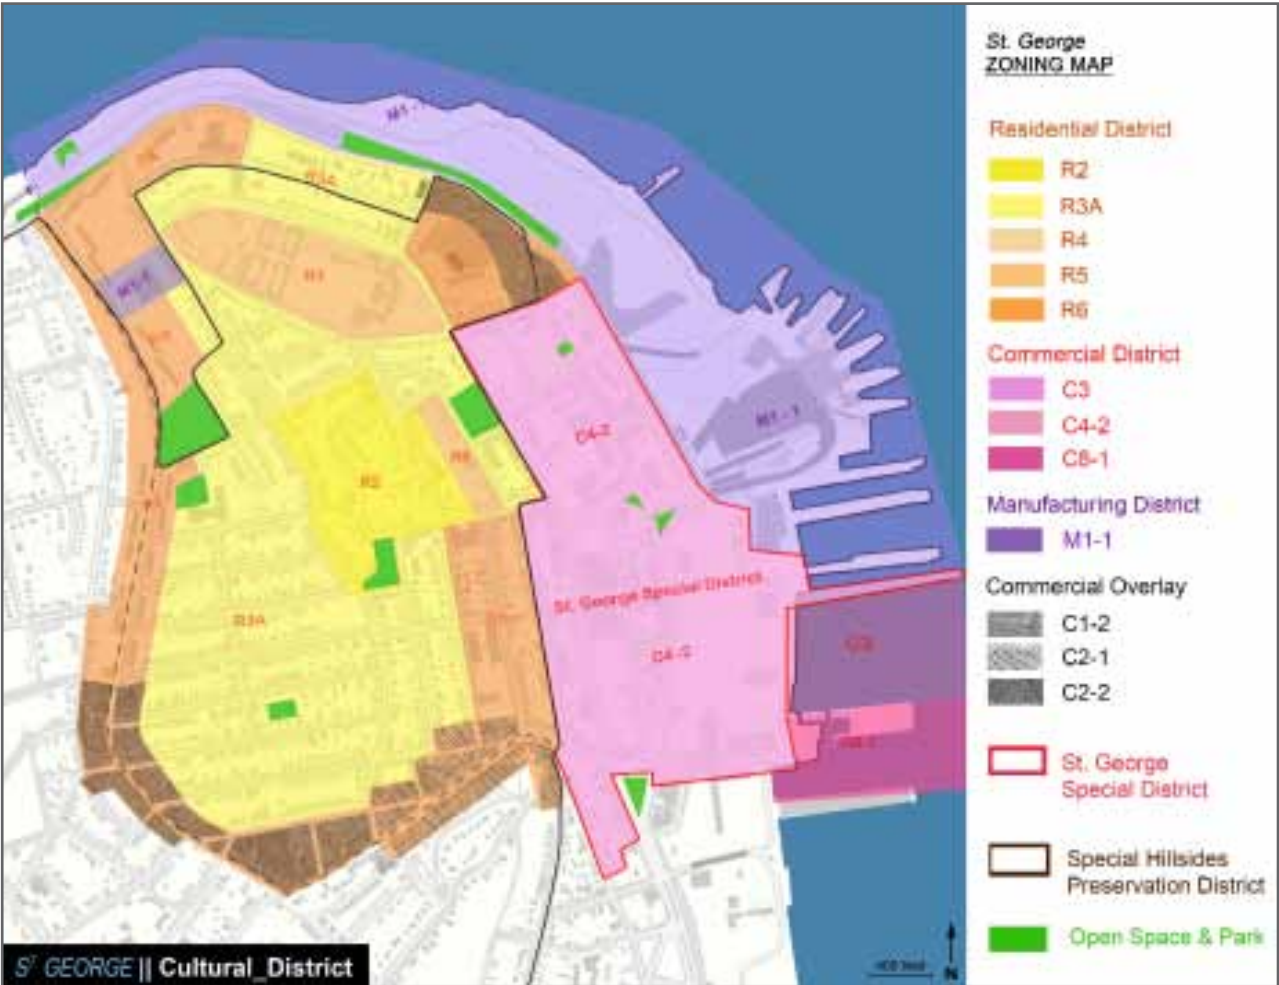 St. George
ZONING MAP
Residential District
R2
R3A
R4
R5
R6
Commercial District
C3
C4-2
C8-1
Manufacturing District
M1-1
Commercial Overlay
C1-2
C2-1
C2-2
St. George
Special District
Special Hillsides
Preservation District
Open Space & Park
M1-1
R3A
M1-1
C4-2
M1-1
R2
St. George Special District
R3A
C4-2
N
ST GEORGE || Cultural_District